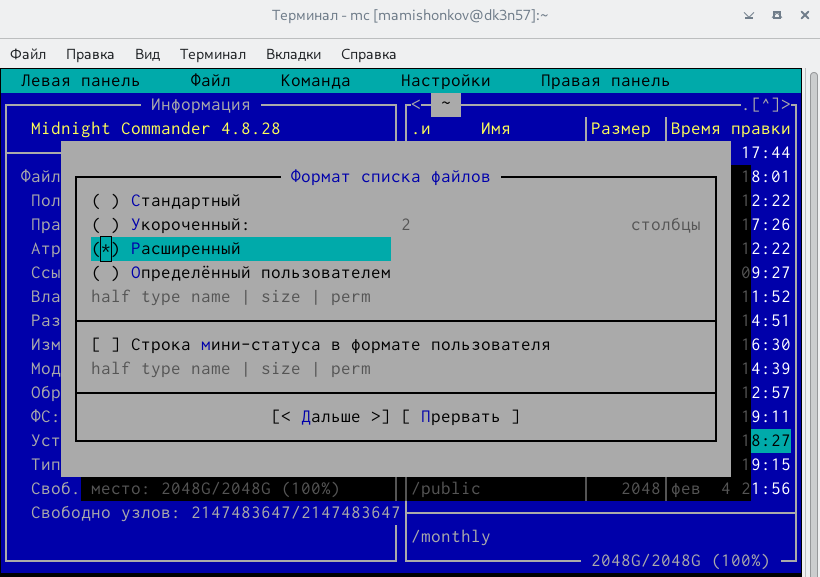 Терминал - mc [mamishonkov@dk3n57]:~
Файл Правка Вид Терминал Вкладки Справка
Левая панель Файл Команда Настройки Правая панель
Информация <— ~ .[^]>
Midnight Commander 4.8.28 .и Имя Размер Время правки
17:44
Файл Формат списка файлов 18:01
Пол ( ) Стандартный 12:22
Пра ( ) Укороченный: 2 столбцы 17:26
Атр (*) Расширенный 12:22
Ссы ( ) Определённый пользователем 09:27
Вла half type name | size | perm 11:52
Раз 14:51
Изм [ ] Строка мини-статуса в формате пользователя 16:30
Мод half type name | size | perm 14:39
Обр 12:57
ФС: [< Дальше >] [ Прервать ] 19:11
Уст 18:27
Тип 19:15
Своб. место: 2048G/2048G (100%) /public 2048 фев 4 21:56
Свободно узлов: 2147483647/2147483647
/monthly
2048G/2048G (100%)